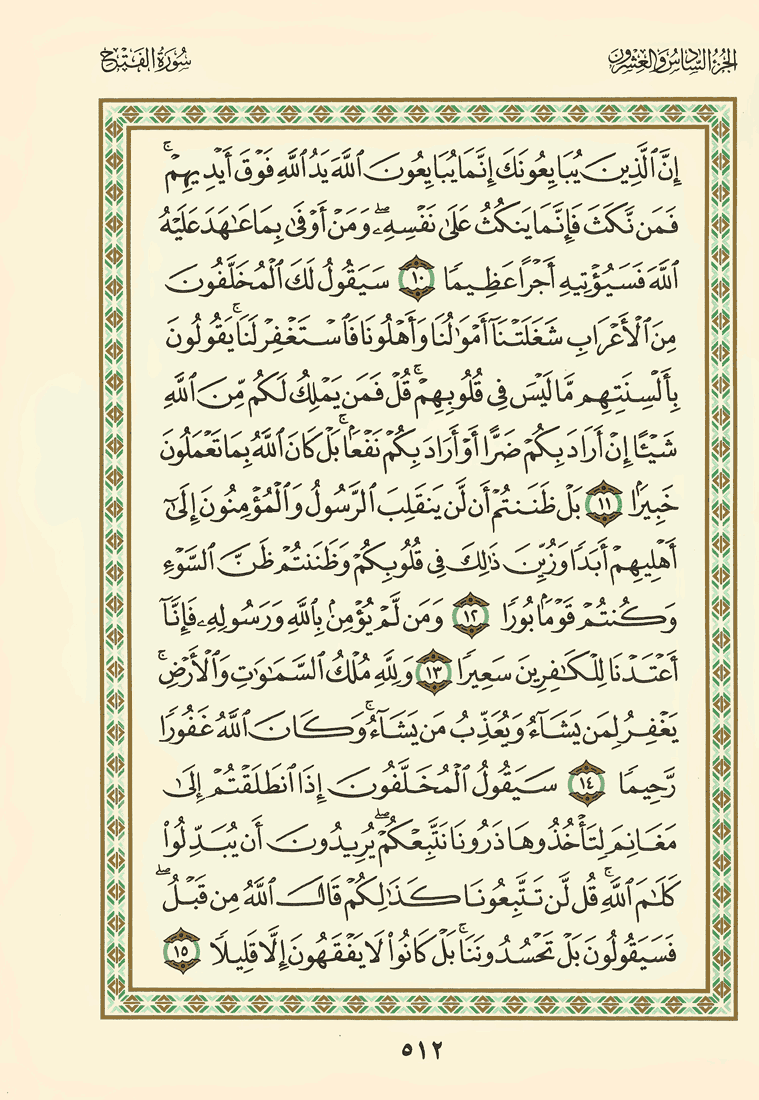 الجزء السادس والعشرون
سورة الفتح
إِنَّ ٱلَّذِينَ يُبَايِعُونَكَ إِنَّمَا يُبَايِعُونَ ٱللَّهَ يَدُ ٱللَّهِ فَوْقَ أَيْدِيهِمْۚ
فَمَن نَّكَثَ فَإِنَّمَا يَنكُثُ عَلَىٰ نَفْسِهِۦۖ وَمَنْ أَوْفَىٰ بِمَا عَٰهَدَ عَلَيْهُ
ٱللَّهَ فَسَيُؤْتِيهِ أَجْرًا عَظِيمًا ١٠ سَيَقُولُ لَكَ ٱلْمُخَلَّفُونَ
مِنَ ٱلْأَعْرَابِ شَغَلَتْنَآ أَمْوَٰلُنَا وَأَهْلُونَا فَٱسْتَغْفِرْ لَنَاۚ يَقُولُونَ
بِأَلْسِنَتِهِم مَّا لَيْسَ فِى قُلُوبِهِمْۚ قُلْ فَمَن يَمْلِكُ لَكُم مِّنَ ٱللَّهِ
شَيْـًٔا إِنْ أَرَادَ بِكُمْ ضَرًّا أَوْ أَرَادَ بِكُمْ نَفْعَۢاۚ بَلْ كَانَ ٱللَّهُ بِمَا تَعْمَلُونَ
خَبِيرَۢا ١١ بَلْ ظَنَنتُمْ أَن لَّن يَنقَلِبَ ٱلرَّسُولُ وَٱلْمُؤْمِنُونَ إِلَىٰٓ
أَهْلِيهِمْ أَبَدًا وَزُيِّنَ ذَٰلِكَ فِى قُلُوبِكُمْ وَظَنَنتُمْ ظَنَّ ٱلسَّوْءِ
وَكُنتُمْ قَوْمَۢا بُورًا ١٢ وَمَن لَّمْ يُؤْمِنۢ بِٱللَّهِ وَرَسُولِهِۦ فَإِنَّآ
أَعْتَدْنَا لِلْكَٰفِرِينَ سَعِيرًا ١٣ وَلِلَّهِ مُلْكُ ٱلسَّمَٰوَٰتِ وَٱلْأَرْضِۚ
يَغْفِرُ لِمَن يَشَآءُ وَيُعَذِّبُ مَن يَشَآءُۚ وَكَانَ ٱللَّهُ غَفُورًا
رَّحِيمًا ١٤ سَيَقُولُ ٱلْمُخَلَّفُونَ إِذَا ٱنطَلَقْتُمْ إِلَىٰ
مَغَانِمَ لِتَأْخُذُوهَا ذَرُونَا نَتَّبِعْكُمْۖ يُرِيدُونَ أَن يُبَدِّلُوا۟
كَلَٰمَ ٱللَّهِۚ قُل لَّن تَتَّبِعُونَا كَذَٰلِكُمْ قَالَ ٱللَّهُ مِن قَبْلُۖ
فَسَيَقُولُونَ بَلْ تَحْسُدُونَنَاۚ بَلْ كَانُوا۟ لَا يَفْقَهُونَ إِلَّا قَلِيلًا ١٥
٥١٢